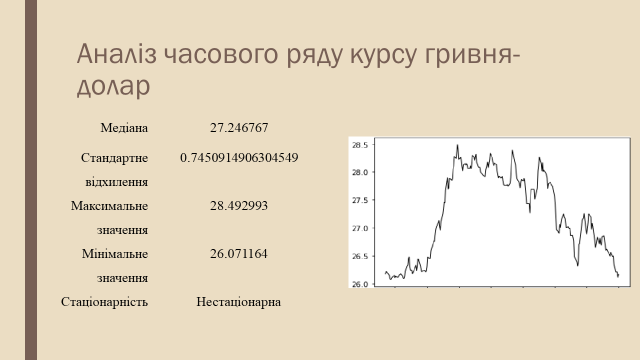 Аналіз часового ряду курсу гривня-
долар
Медіана 27.246767
Стандартне 0.7450914906304549
відхилення
Максимальне 28.492993
значення
Мінімальне 26.071164
значення
Стаціонарність Нестаціонарна
28.5
28.0
27.5
27.0
26.5
26.0